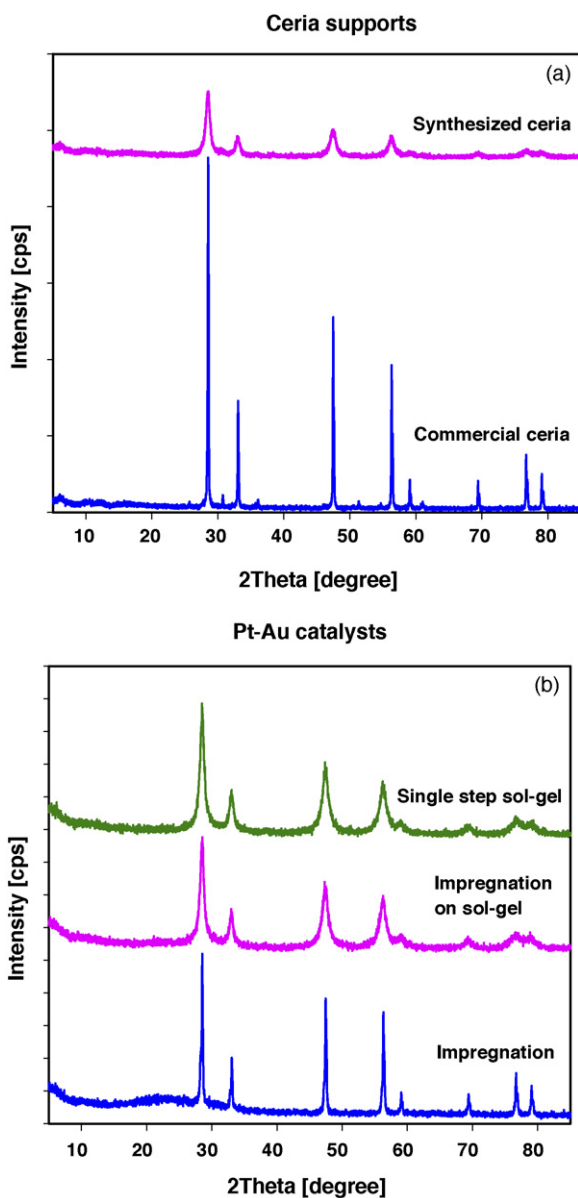 Ceria supports
(a)
Synthesized ceria
Intensity [cps]
Commercial ceria
10 20 30 40 50 60 70 80
2Theta [degree]
Pt-Au catalysts
(b)
Single step sol-gel
Intensity [cps]
Impregnation
on sol-gel
Impregnation
10 20 30 40 50 60 70 80
2Theta [degree]